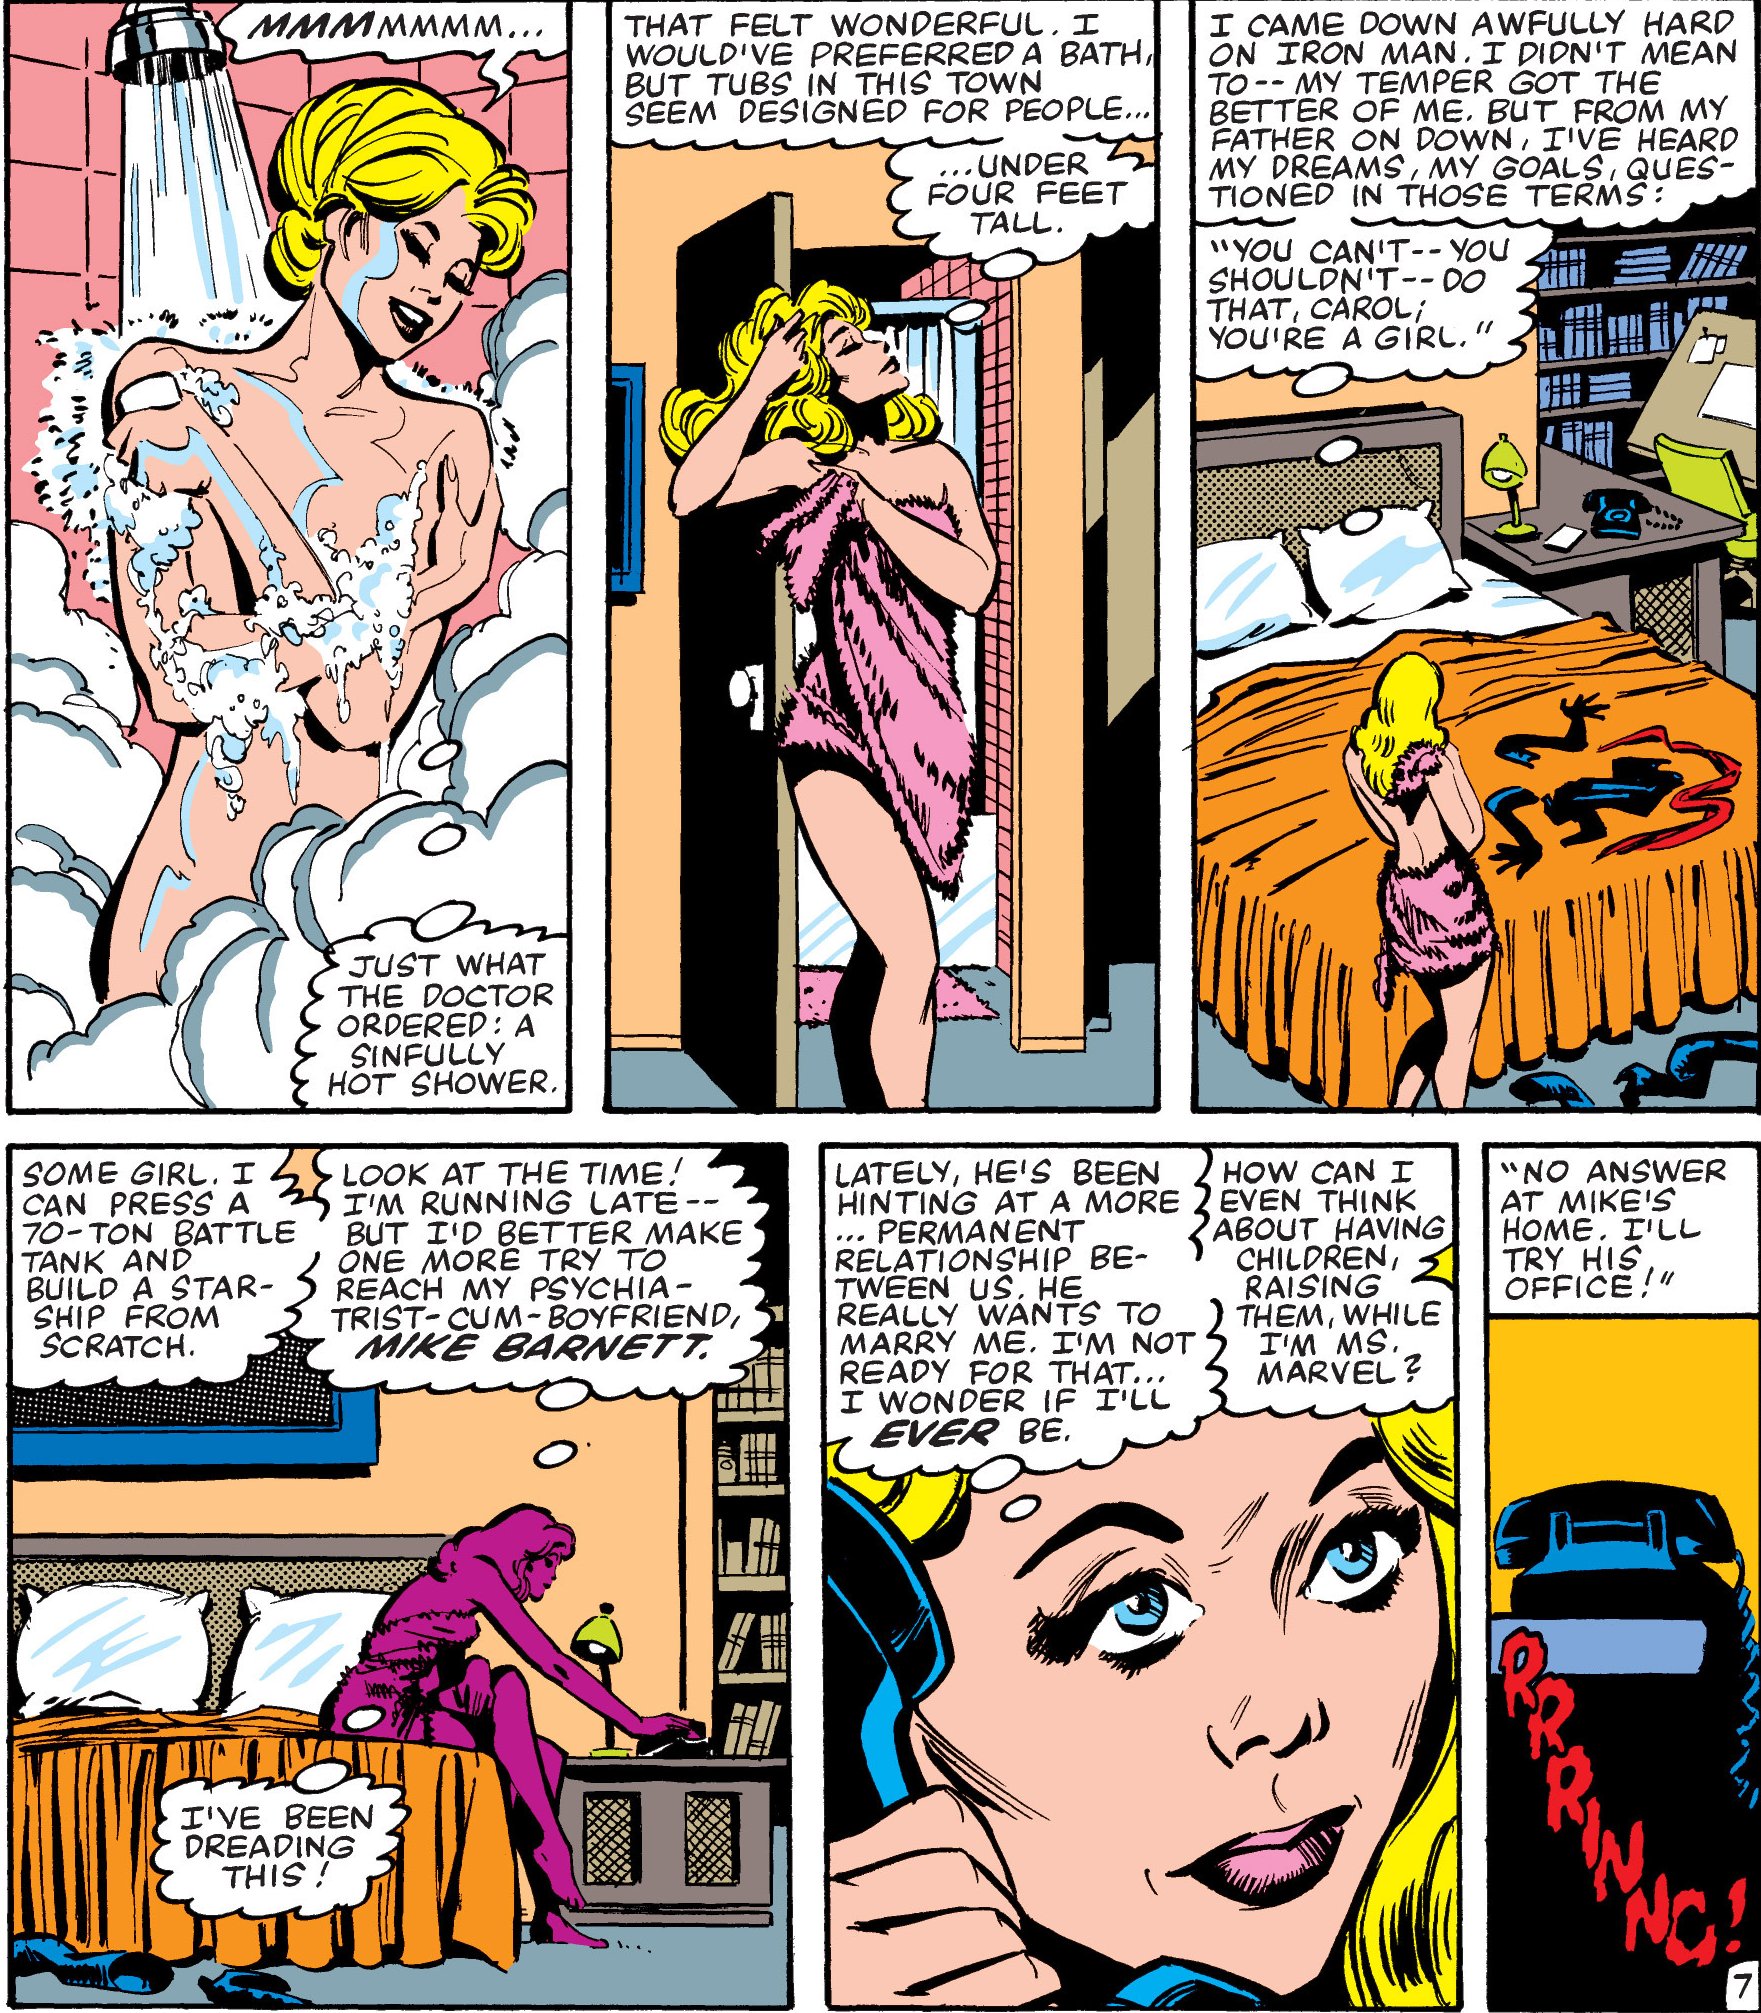 MMMMMMM...
JUST WHAT
THE DOCTOR
ORDERED: A
SINFULLY
HOT SHOWER.
THAT FELT WONDERFUL. I
WOULD'VE PREFERRED A BATH,
BUT TUBS IN THIS TOWN
SEEM DESIGNED FOR PEOPLE...
...UNDER
FOUR FEET
TALL.
I CAME DOWN AWFULLY HARD
ON IRON MAN. I DIDN'T MEAN
TO--MY TEMPER GOT THE
BETTER OF ME. BUT FROM MY
FATHER ON DOWN, I'VE HEARD
MY DREAMS, MY GOALS, QUES-
TIONED IN THOSE TERMS:
"YOU CAN'T--YOU
SHOULDN'T--DO
THAT, CAROL;
YOU'RE A GIRL."
SOME GIRL. I
CAN PRESS A
70-TON BATTLE
TANK AND
BUILD A STAR-
SHIP FROM
SCRATCH.
LOOK AT THE TIME!
I'M RUNNING LATE--
BUT I'D BETTER MAKE
ONE MORE TRY TO
REACH MY PSYCHIA-
TRIST-CUM-BOYFRIEND,
MIKE BARNETT.
I'VE BEEN
DREADING
THIS!
LATELY, HE'S BEEN
HINTING AT A MORE
...PERMANENT
RELATIONSHIP BE-
TWEEN US. HE
REALLY WANTS TO
MARRY ME. I'M NOT
READY FOR THAT...
I WONDER IF I'LL
EVER BE.
HOW CAN I
EVEN THINK
ABOUT HAVING
CHILDREN,
RAISING
THEM, WHILE
I'M MS.
MARVEL?
"NO ANSWER
AT MIKE'S
HOME. I'LL
TRY HIS
OFFICE!"
RRRINNG!
7